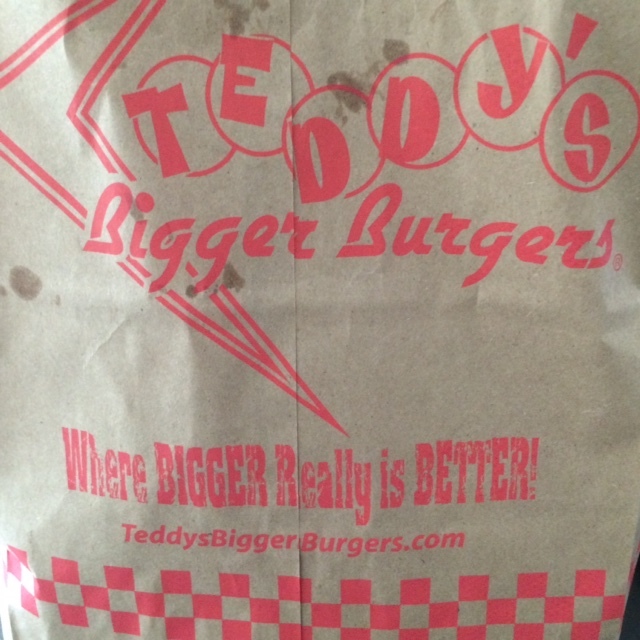 TEDDY'S
Bigger Burgers®
Where BIGGER Really is BETTER!
TeddysBiggerBurgers.com